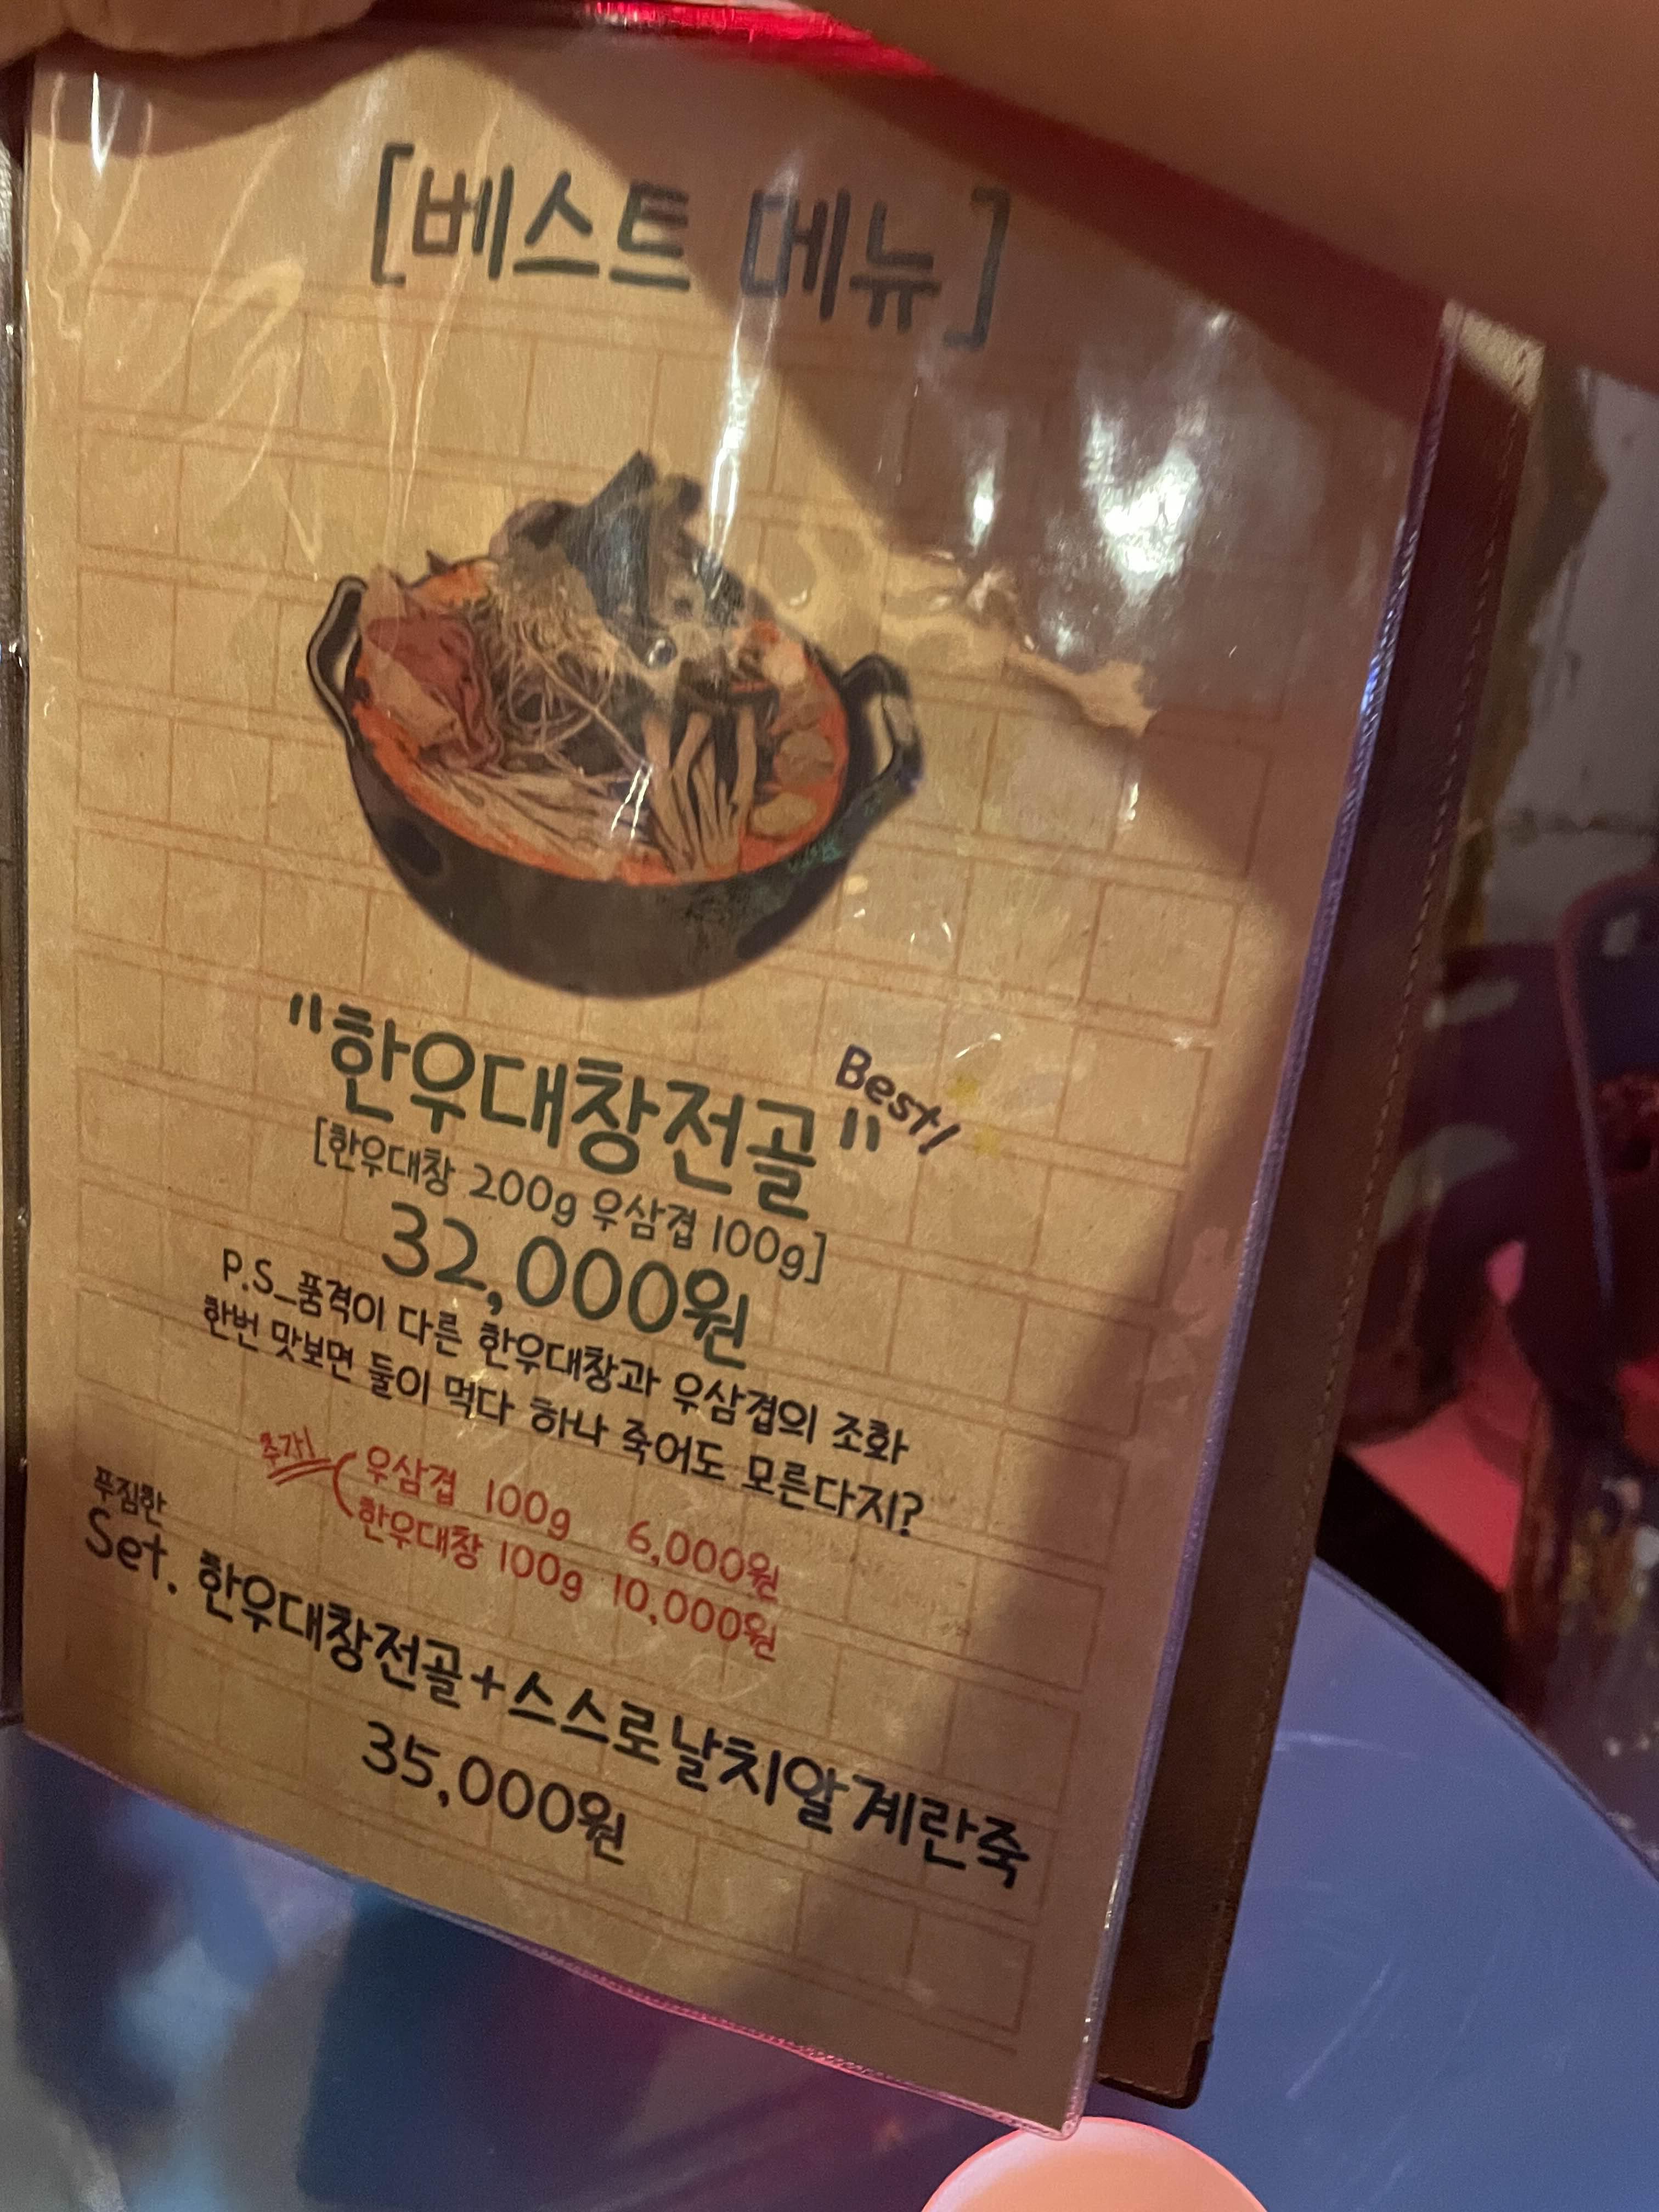 [베스트 메뉴]
"한우대창전골"
Best!
[한우대창 200g 우삼겹 100g]
32,000원
P.S_품격이 다른 한우대창과 우삼겹의 조화
한번 맛보면 둘이 먹다 하나 죽어도 모른다지?
추가! 우삼겹 100g 6,000원
한우대창 100g 10,000원
푸짐한
Set. 한우대창전골+스스로날치알계란죽
35,000원